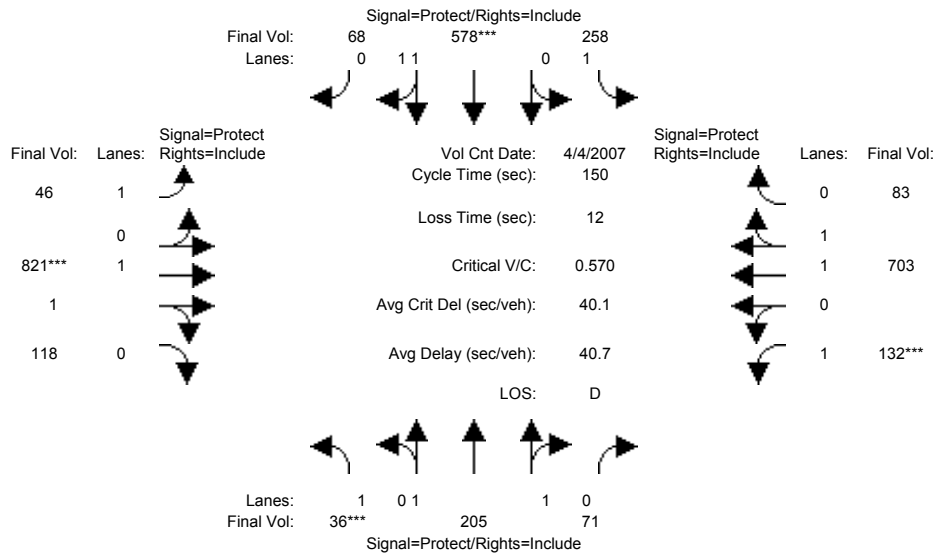 Signal=Protect/Rights=Include
Final Vol: 68 578*** 258
Lanes: 0 1 1 0 1
Signal=Protect Signal=Protect
Final Vol: Lanes: Rights=Include Vol Cnt Date: 4/4/2007 Rights=Include Lanes: Final Vol:
Cycle Time (sec): 150
46 1 0 83
Loss Time (sec): 12
0 1
821*** 1 Critical V/C: 0.570 1 703
1 Avg Crit Del (sec/veh): 40.1 0
118 0 Avg Delay (sec/veh): 40.7 1 132***
LOS: D
Lanes: 1 0 1 1 0
Final Vol: 36*** 205 71
Signal=Protect/Rights=Include